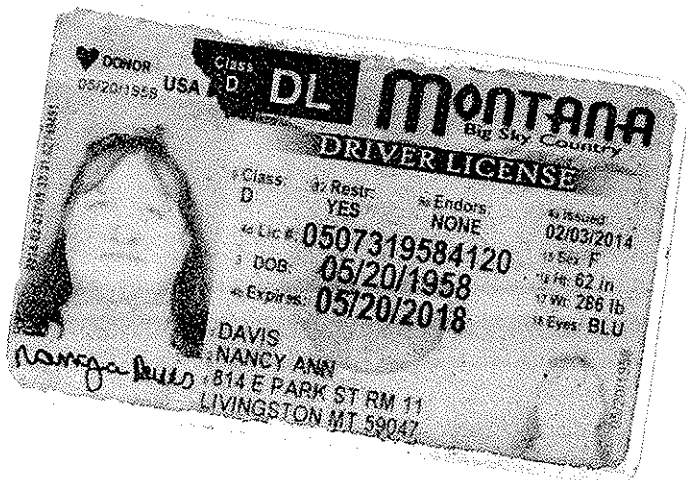 DONOR
05/20/1958 USA
Class
D
DL
MONTANA
Big Sky Country
DRIVER LICENSE
Class:
D
Restr:
YES
Endors:
NONE
Issued
02/03/2014
Lic #: 0507319584120
Sex F
DOB: 05/20/1958
Ht 62 in
Expires: 05/20/2018
Wt 266 lb
Eyes BLU
DAVIS
NANCY ANN
814 E PARK ST RM 11
LIVINGSTON MT 59047